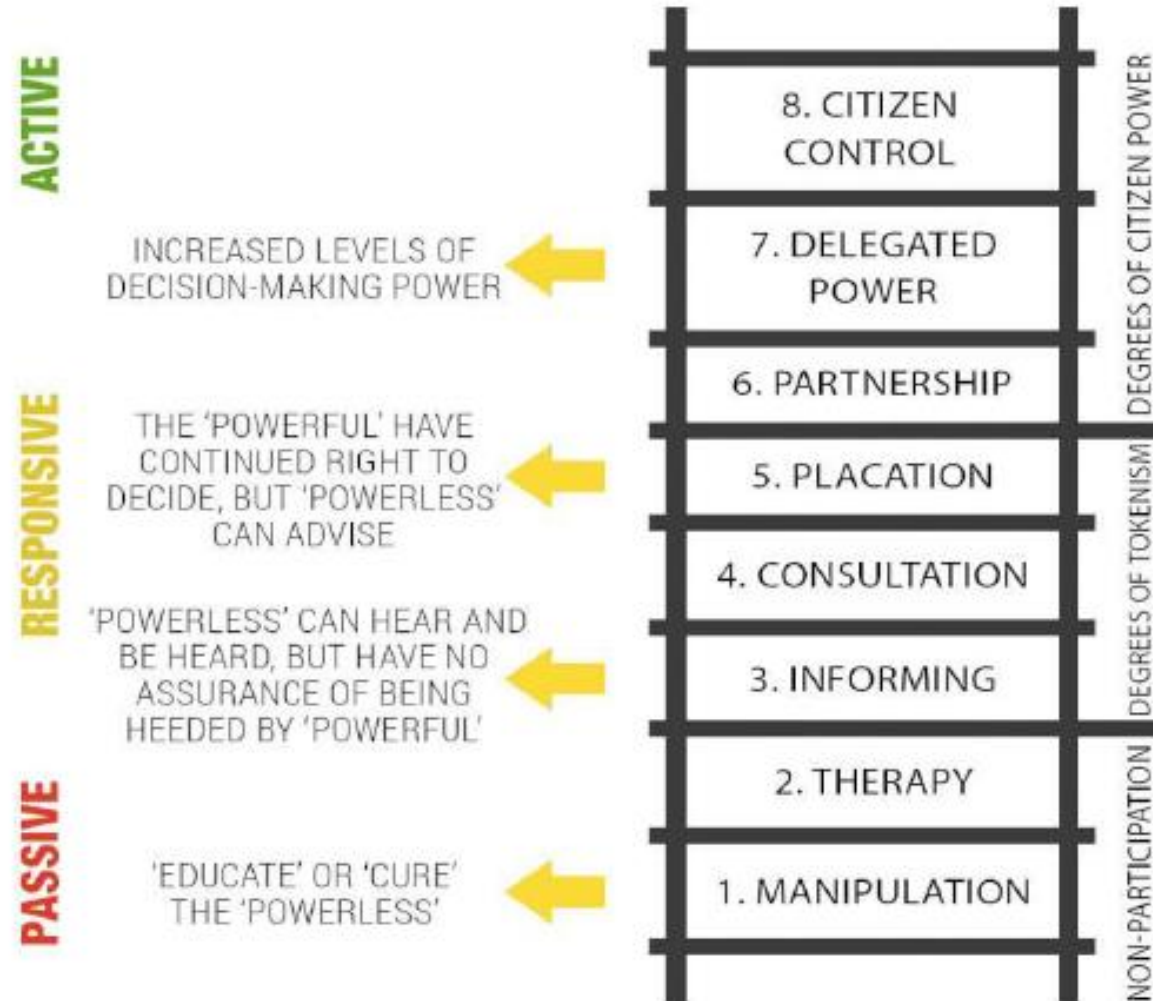 ACTIVE
8. CITIZEN
CONTROL
INCREASED LEVELS OF
DECISION-MAKING POWER
7. DELEGATED
POWER
6. PARTNERSHIP
DEGREES OF CITIZEN POWER
RESPONSIVE
THE ‘POWERFUL’ HAVE
CONTINUED RIGHT TO
DECIDE, BUT ‘POWERLESS’
CAN ADVISE
5. PLACATION
4. CONSULTATION
‘POWERLESS’ CAN HEAR AND
BE HEARD, BUT HAVE NO
ASSURANCE OF BEING
HEEDED BY ‘POWERFUL’
3. INFORMING
DEGREES OF TOKENISM
PASSIVE
2. THERAPY
‘EDUCATE’ OR ‘CURE’
THE ‘POWERLESS’
1. MANIPULATION
NON-PARTICIPATION